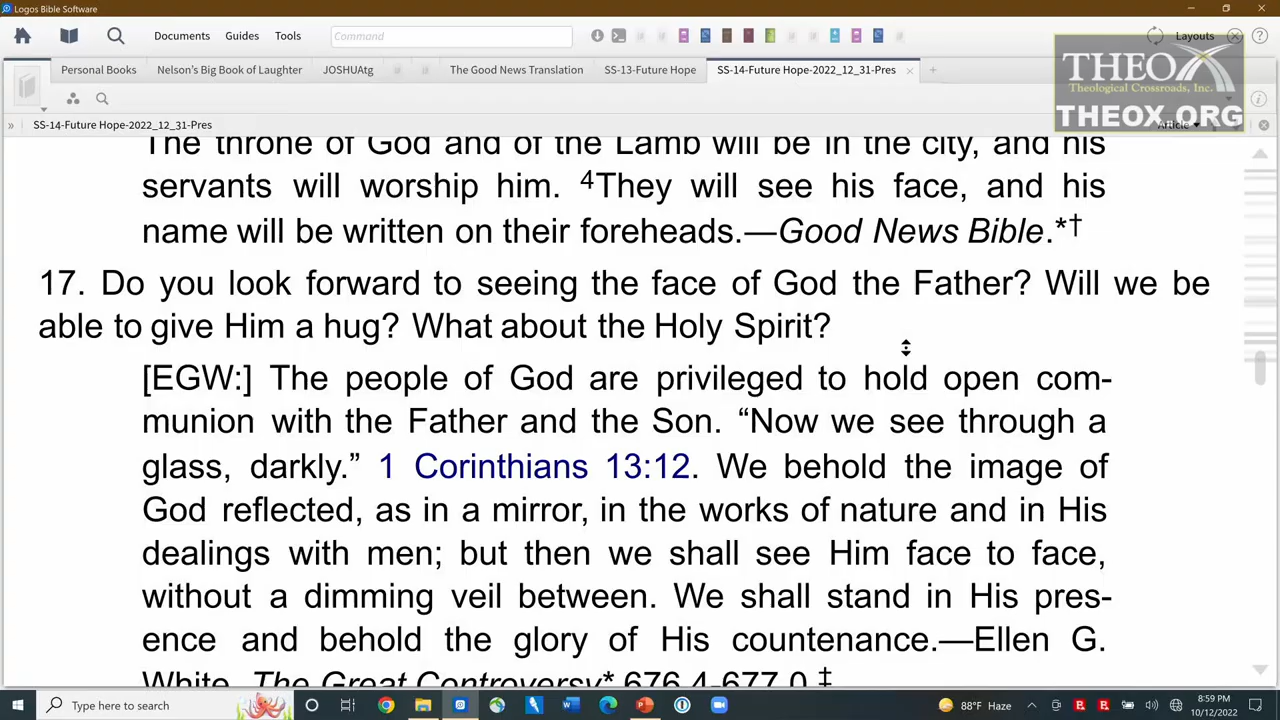 Logos Bible Software
Documents Guides Tools Command Layouts
THEOX
Theological Crossroads, Inc.
THEOX.ORG
Personal Books Nelson's Big Book of Luaghter JOSHUAtg The Good News Translation SS-13-Future Hope SS-14-Future Hope-2022_12_31-Pres
SS-14-Future Hope-2022_12_31-Pres
Article
The throne of God and of the Lamb will be in the city, and his
servants will worship him. ⁴They will see his face, and his
name will be written on their foreheads.—Good News Bible.*†
17. Do you look forward to seeing the face of God the Father? Will we be
able to give Him a hug? What about the Holy Spirit?
[EGW:] The people of God are privileged to hold open com-
munion with the Father and the Son. “Now we see through a
glass, darkly.” 1 Corinthians 13:12. We behold the image of
God reflected, as in a mirror, in the works of nature and in His
dealings with men; but then we shall see Him face to face,
without a dimming veil between. We shall stand in His pres-
ence and behold the glory of His countenance.—Ellen G.
White, The Great Controversy* 676.4-677.0.‡
Type here to search
88°F Haze
8:59 PM
10/12/2022